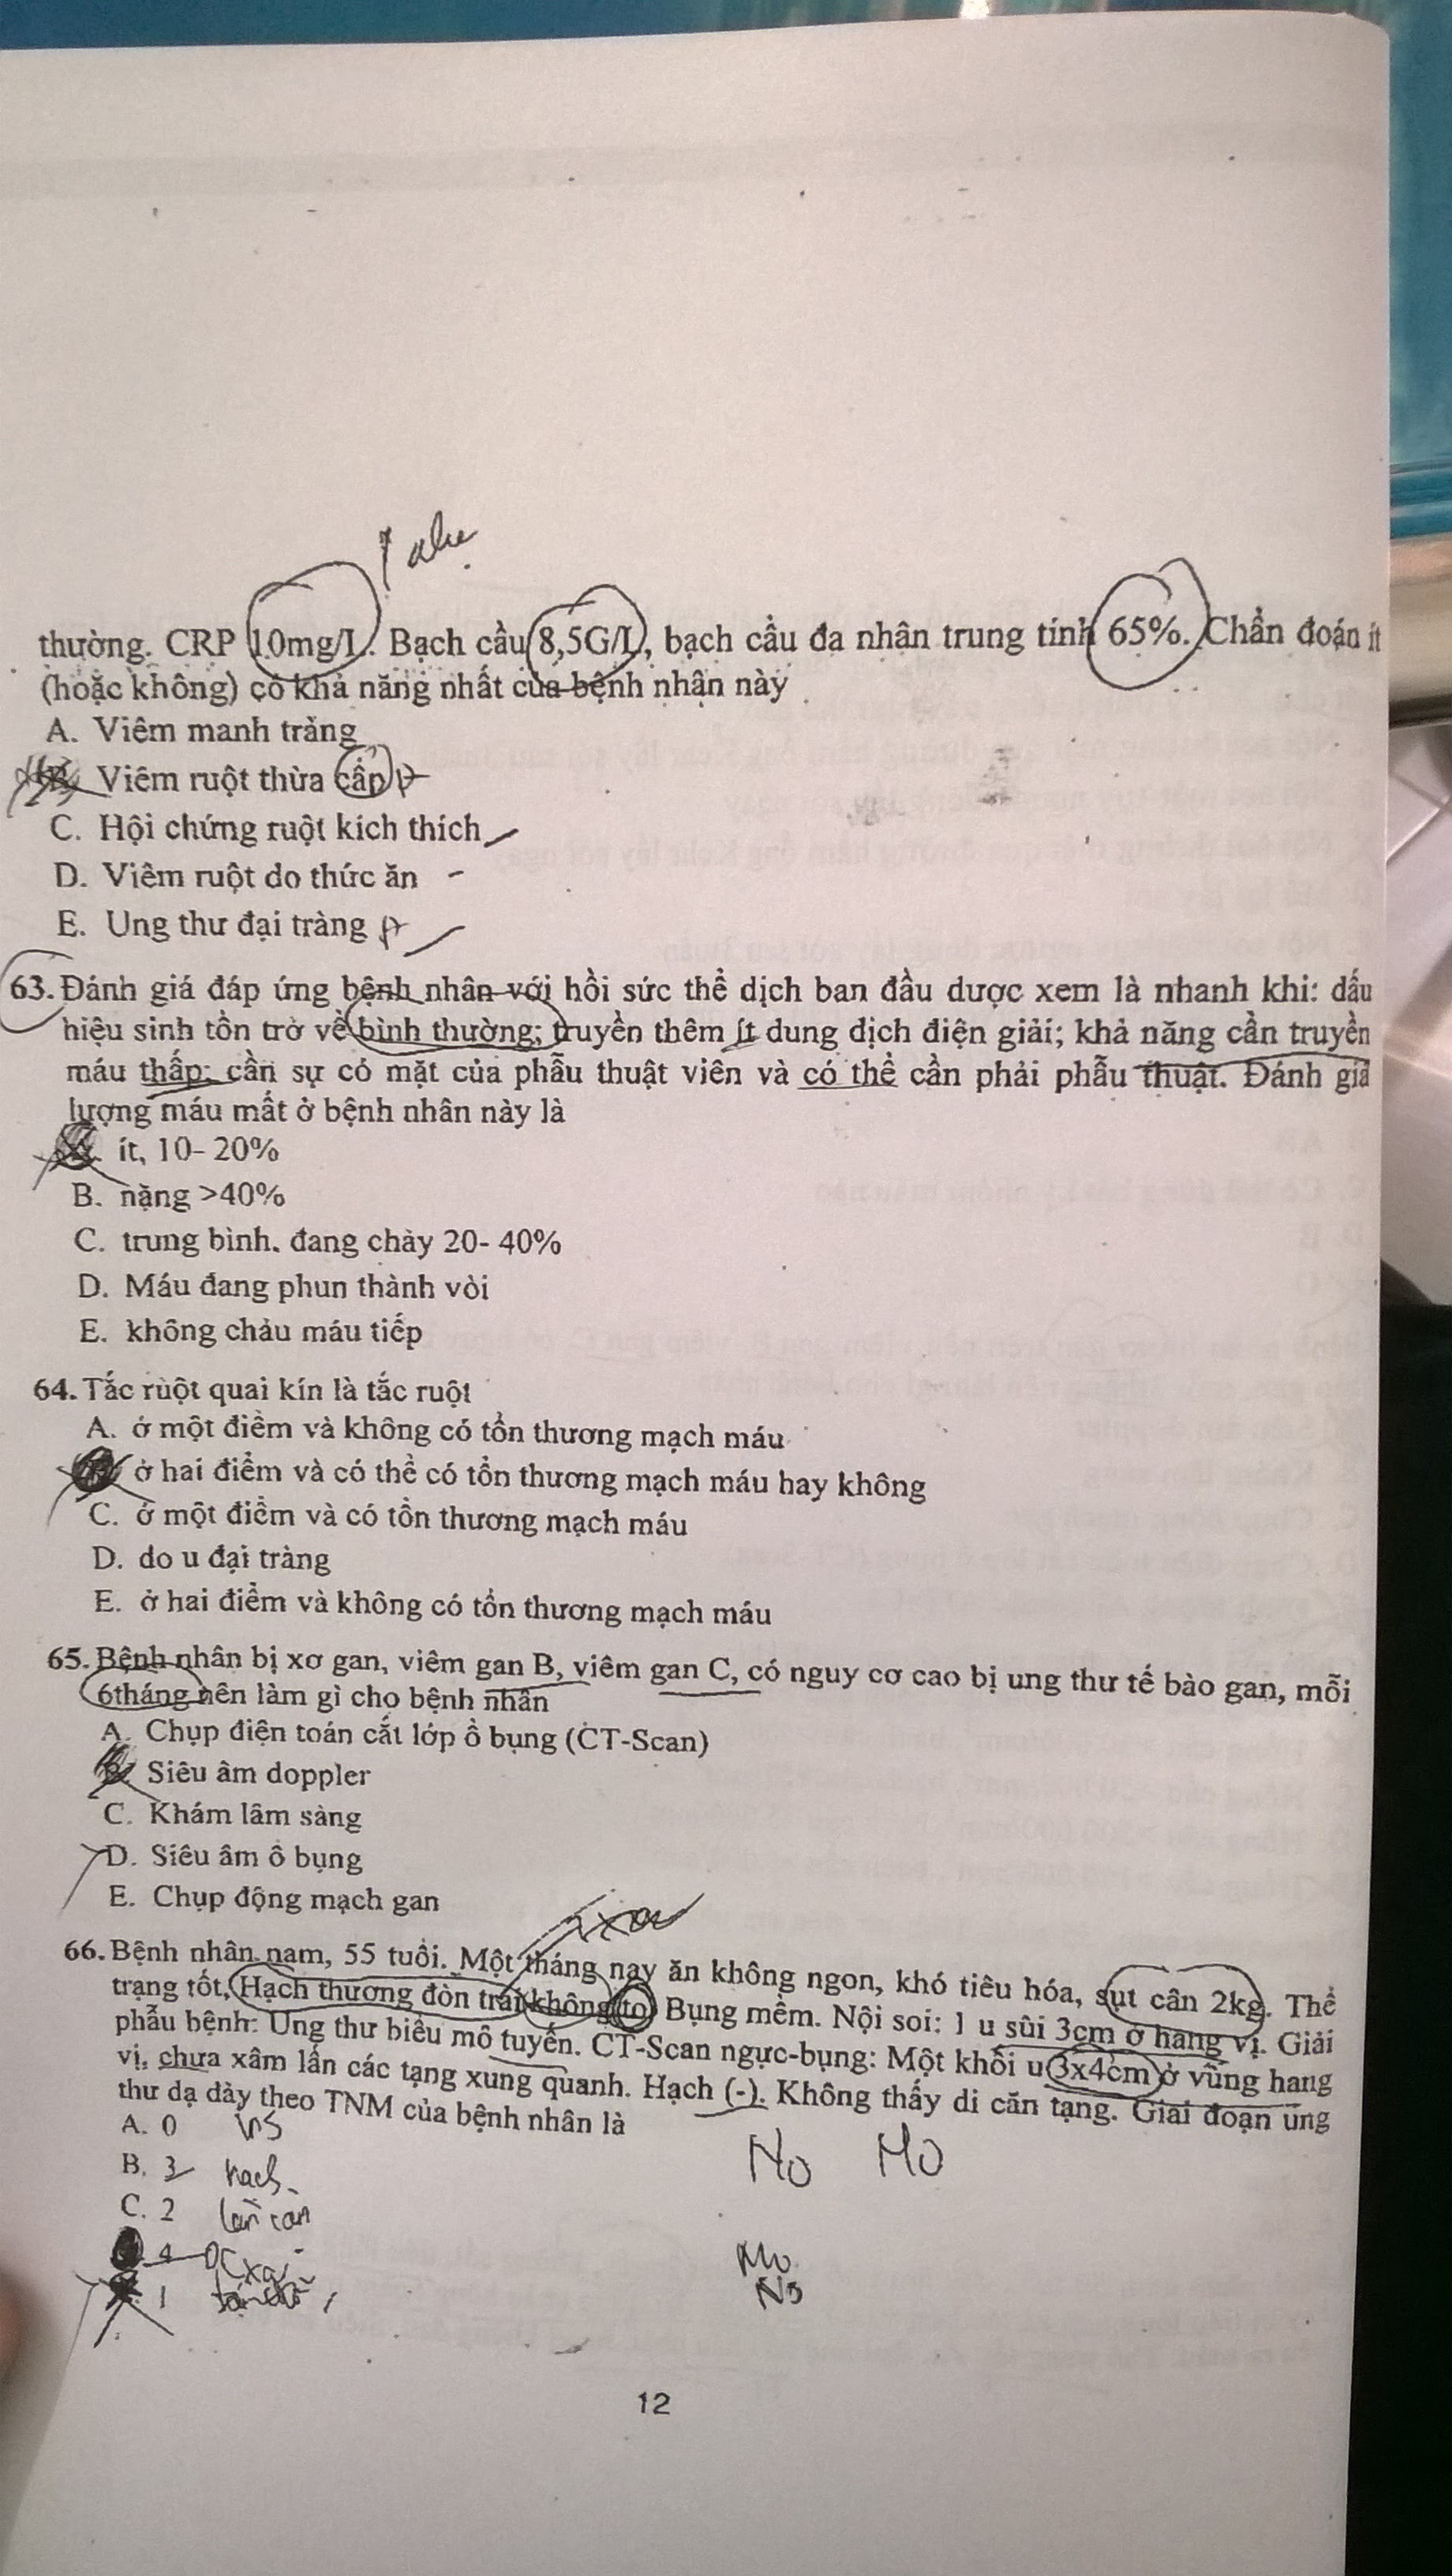 thường. CRP 10mg/L. Bạch cầu 8,5G/L, bạch cầu đa nhân trung tính 65%. Chẩn đoán ít
(hoặc không) có khả năng nhất của bệnh nhận này
A. Viêm manh trảng
B. Viêm ruột thừa cấp
C. Hội chứng ruột kích thích
D. Viêm ruột do thức ăn
E. Ung thư đại tràng
63. Đánh giá đáp ứng bệnh nhân với hồi sức thể dịch ban đầu dược xem là nhanh khi: dấu
hiệu sinh tồn trở về bình thường; truyền thêm ít dung dịch điện giải; khả năng cần truyền
máu thấp; cần sự có mặt của phẫu thuật viên và có thể cần phải phẫu thuật. Đánh giá
lượng máu mất ở bệnh nhân này là
ít, 10- 20%
B. nặng >40%
C. trung bình, đang chảy 20- 40%
D. Máu đang phun thành vòi
E. không chảu máu tiếp
64. Tắc ruột quai kín là tắc ruột
A. ở một điểm và không có tổn thương mạch máu
ở hai điểm và có thể có tổn thương mạch máu hay không
C. ở một điểm và có tổn thương mạch máu
D. do u đại tràng
E. ở hai điểm và không có tổn thương mạch máu
65. Bệnh nhân bị xơ gan, viêm gan B, viêm gan C, có nguy cơ cao bị ung thư tế bào gan, mỗi
6tháng nên làm gì cho bệnh nhân
A. Chụp điện toán cắt lớp ổ bụng (CT-Scan)
B. Siêu âm doppler
C. Khám lâm sàng
D. Siêu âm ổ bụng
E. Chụp động mạch gan
66. Bệnh nhân nam, 55 tuổi. Một tháng nay ăn không ngon, khó tiêu hóa, sụt cân 2kg. Thể
trạng tốt, Hạch thượng đòn trái không to. Bụng mềm. Nội soi: 1 u sùi 3cm ở hang vị. Giải
phẫu bệnh: Ung thư biểu mô tuyến. CT-Scan ngực-bụng: Một khối u 3x4cm ở vùng hang
vị, chưa xâm lấn các tạng xung quanh. Hạch (-). Không thấy di căn tạng. Giai đoạn ung
thư dạ dày theo TNM của bệnh nhân là
A. 0
B. 3 hạch
C. 2 lân cận
4 xa
1
N0 M0
M0
N0
12